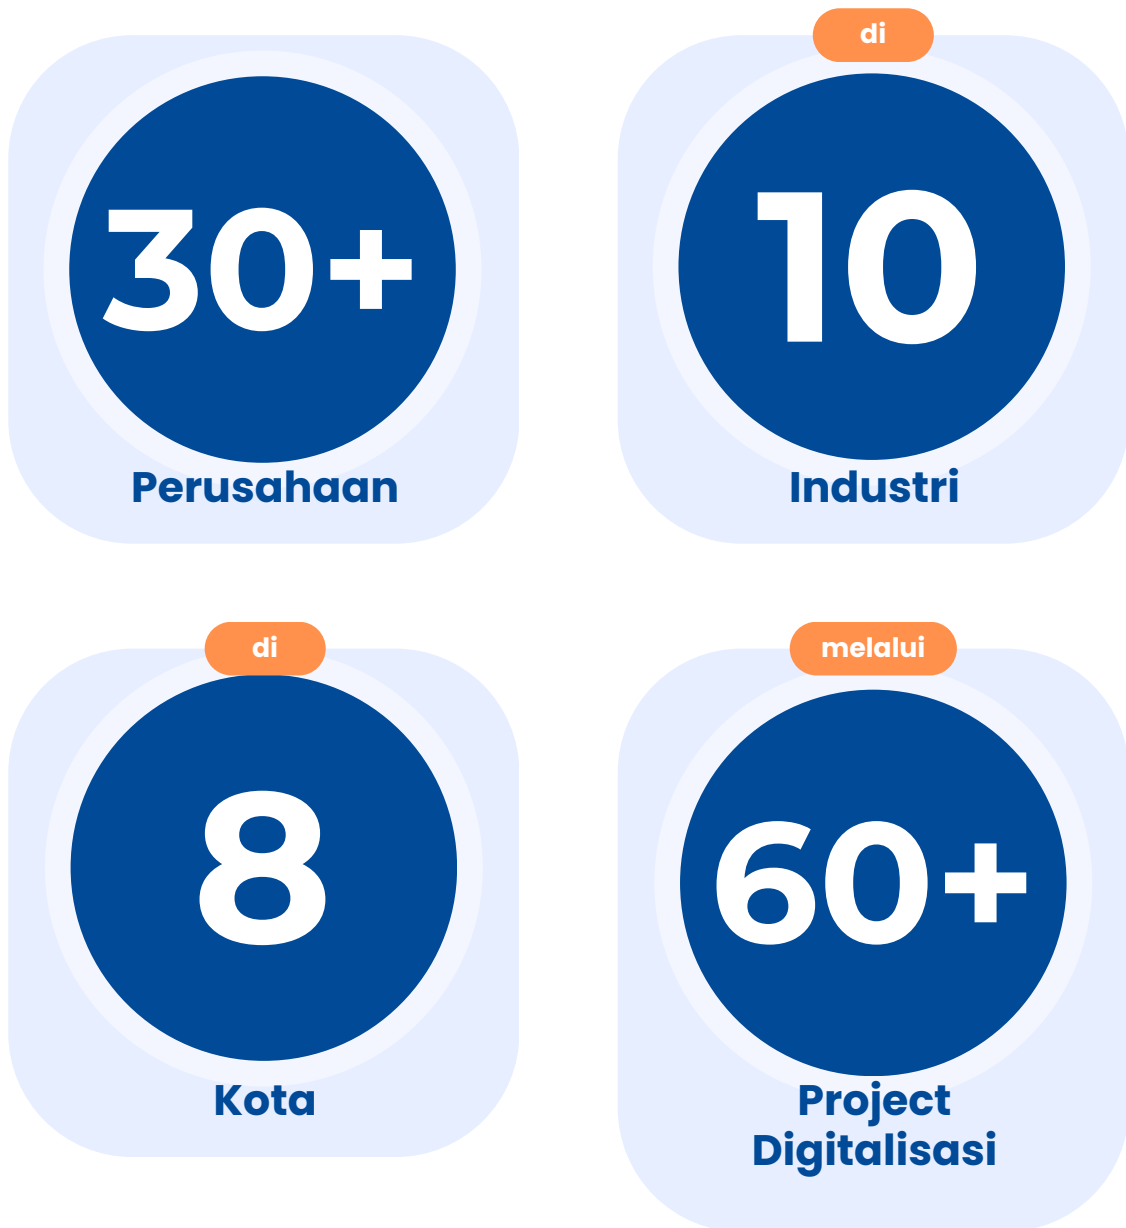 30+
Perusahaan
di
10
Industri
di
8
Kota
melalui
60+
Project
Digitalisasi